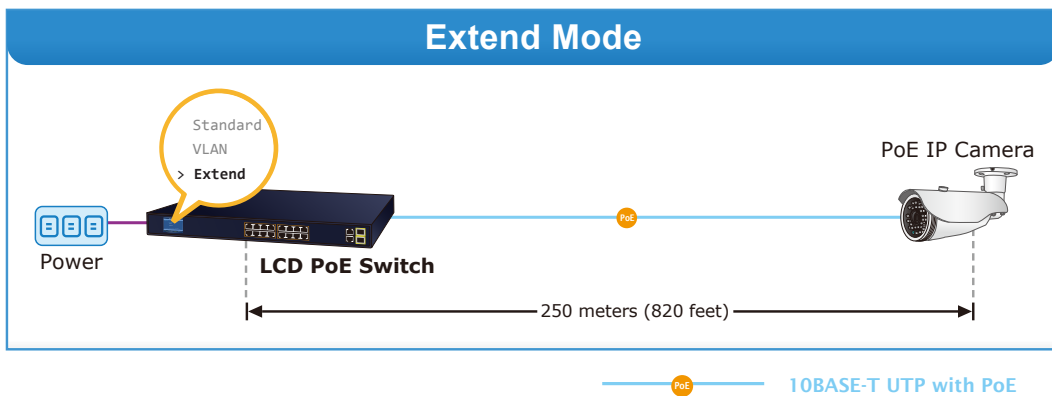 Extend Mode
Standard
VLAN
> Extend
PoE IP Camera
PoE
Power
LCD PoE Switch
250 meters (820 feet)
PoE
10BASE-T UTP with PoE